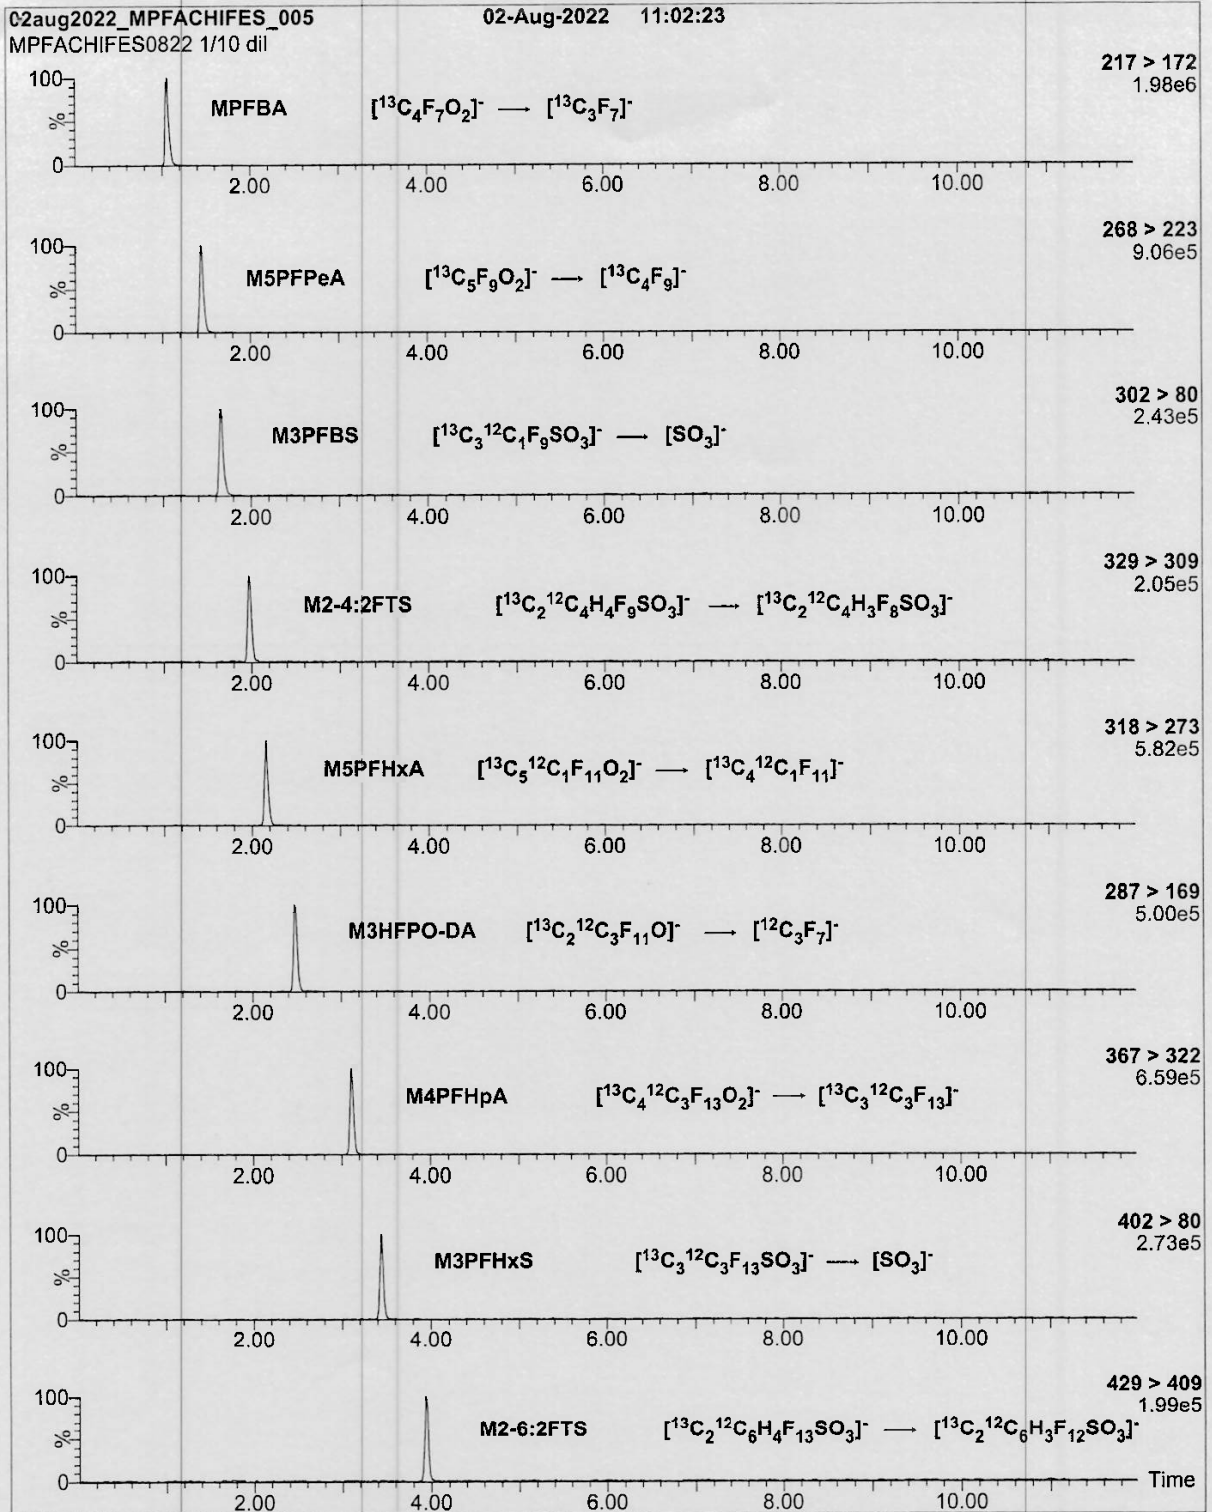 02aug2022_MPFACHIFES_005 02-Aug-2022 11:02:23
MPFACHIFES0822 1/10 dil
217 > 172
1.98e6
100
%
0
MPFBA [¹³C₄F₇O₂]⁻ → [¹³C₃F₇]⁻
2.00 4.00 6.00 8.00 10.00
268 > 223
9.06e5
100
%
0
M5PFPeA [¹³C₅F₉O₂]⁻ → [¹³C₄F₉]⁻
2.00 4.00 6.00 8.00 10.00
302 > 80
2.43e5
100
%
0
M3PFBS [¹³C₃¹²C₁F₉SO₃]⁻ → [SO₃]⁻
2.00 4.00 6.00 8.00 10.00
329 > 309
2.05e5
100
%
0
M2-4:2FTS [¹³C₂¹²C₄H₄F₉SO₃]⁻ → [¹³C₂¹²C₄H₃F₈SO₃]⁻
2.00 4.00 6.00 8.00 10.00
318 > 273
5.82e5
100
%
0
M5PFHxA [¹³C₅¹²C₁F₁₁O₂]⁻ → [¹³C₄¹²C₁F₁₁]⁻
2.00 4.00 6.00 8.00 10.00
287 > 169
5.00e5
100
%
0
M3HFPO-DA [¹³C₂¹²C₃F₁₁O]⁻ → [¹²C₃F₇]⁻
2.00 4.00 6.00 8.00 10.00
367 > 322
6.59e5
100
%
0
M4PFHpA [¹³C₄¹²C₃F₁₃O₂]⁻ → [¹³C₃¹²C₃F₁₃]⁻
2.00 4.00 6.00 8.00 10.00
402 > 80
2.73e5
100
%
0
M3PFHxS [¹³C₃¹²C₃F₁₃SO₃]⁻ → [SO₃]⁻
2.00 4.00 6.00 8.00 10.00
429 > 409
1.99e5
100
%
0
M2-6:2FTS [¹³C₂¹²C₆H₄F₁₃SO₃]⁻ → [¹³C₂¹²C₆H₃F₁₂SO₃]⁻
Time
2.00 4.00 6.00 8.00 10.00